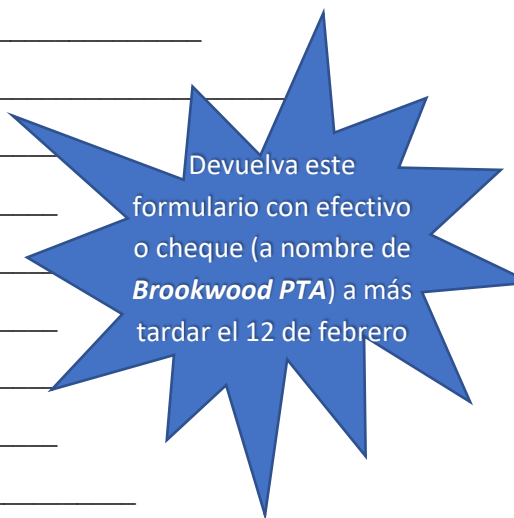 Devuelva este
formulario con efectivo
o cheque (a nombre de
Brookwood PTA) a más
tardar el 12 de febrero